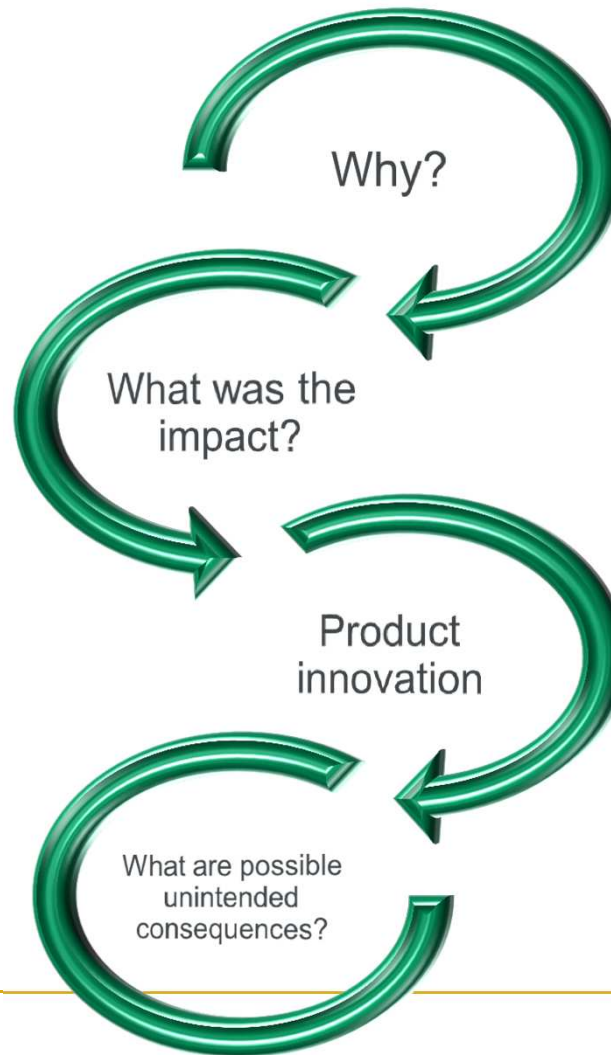 Why?
What was the
impact?
Product
innovation
What are possible
unintended
consequences?